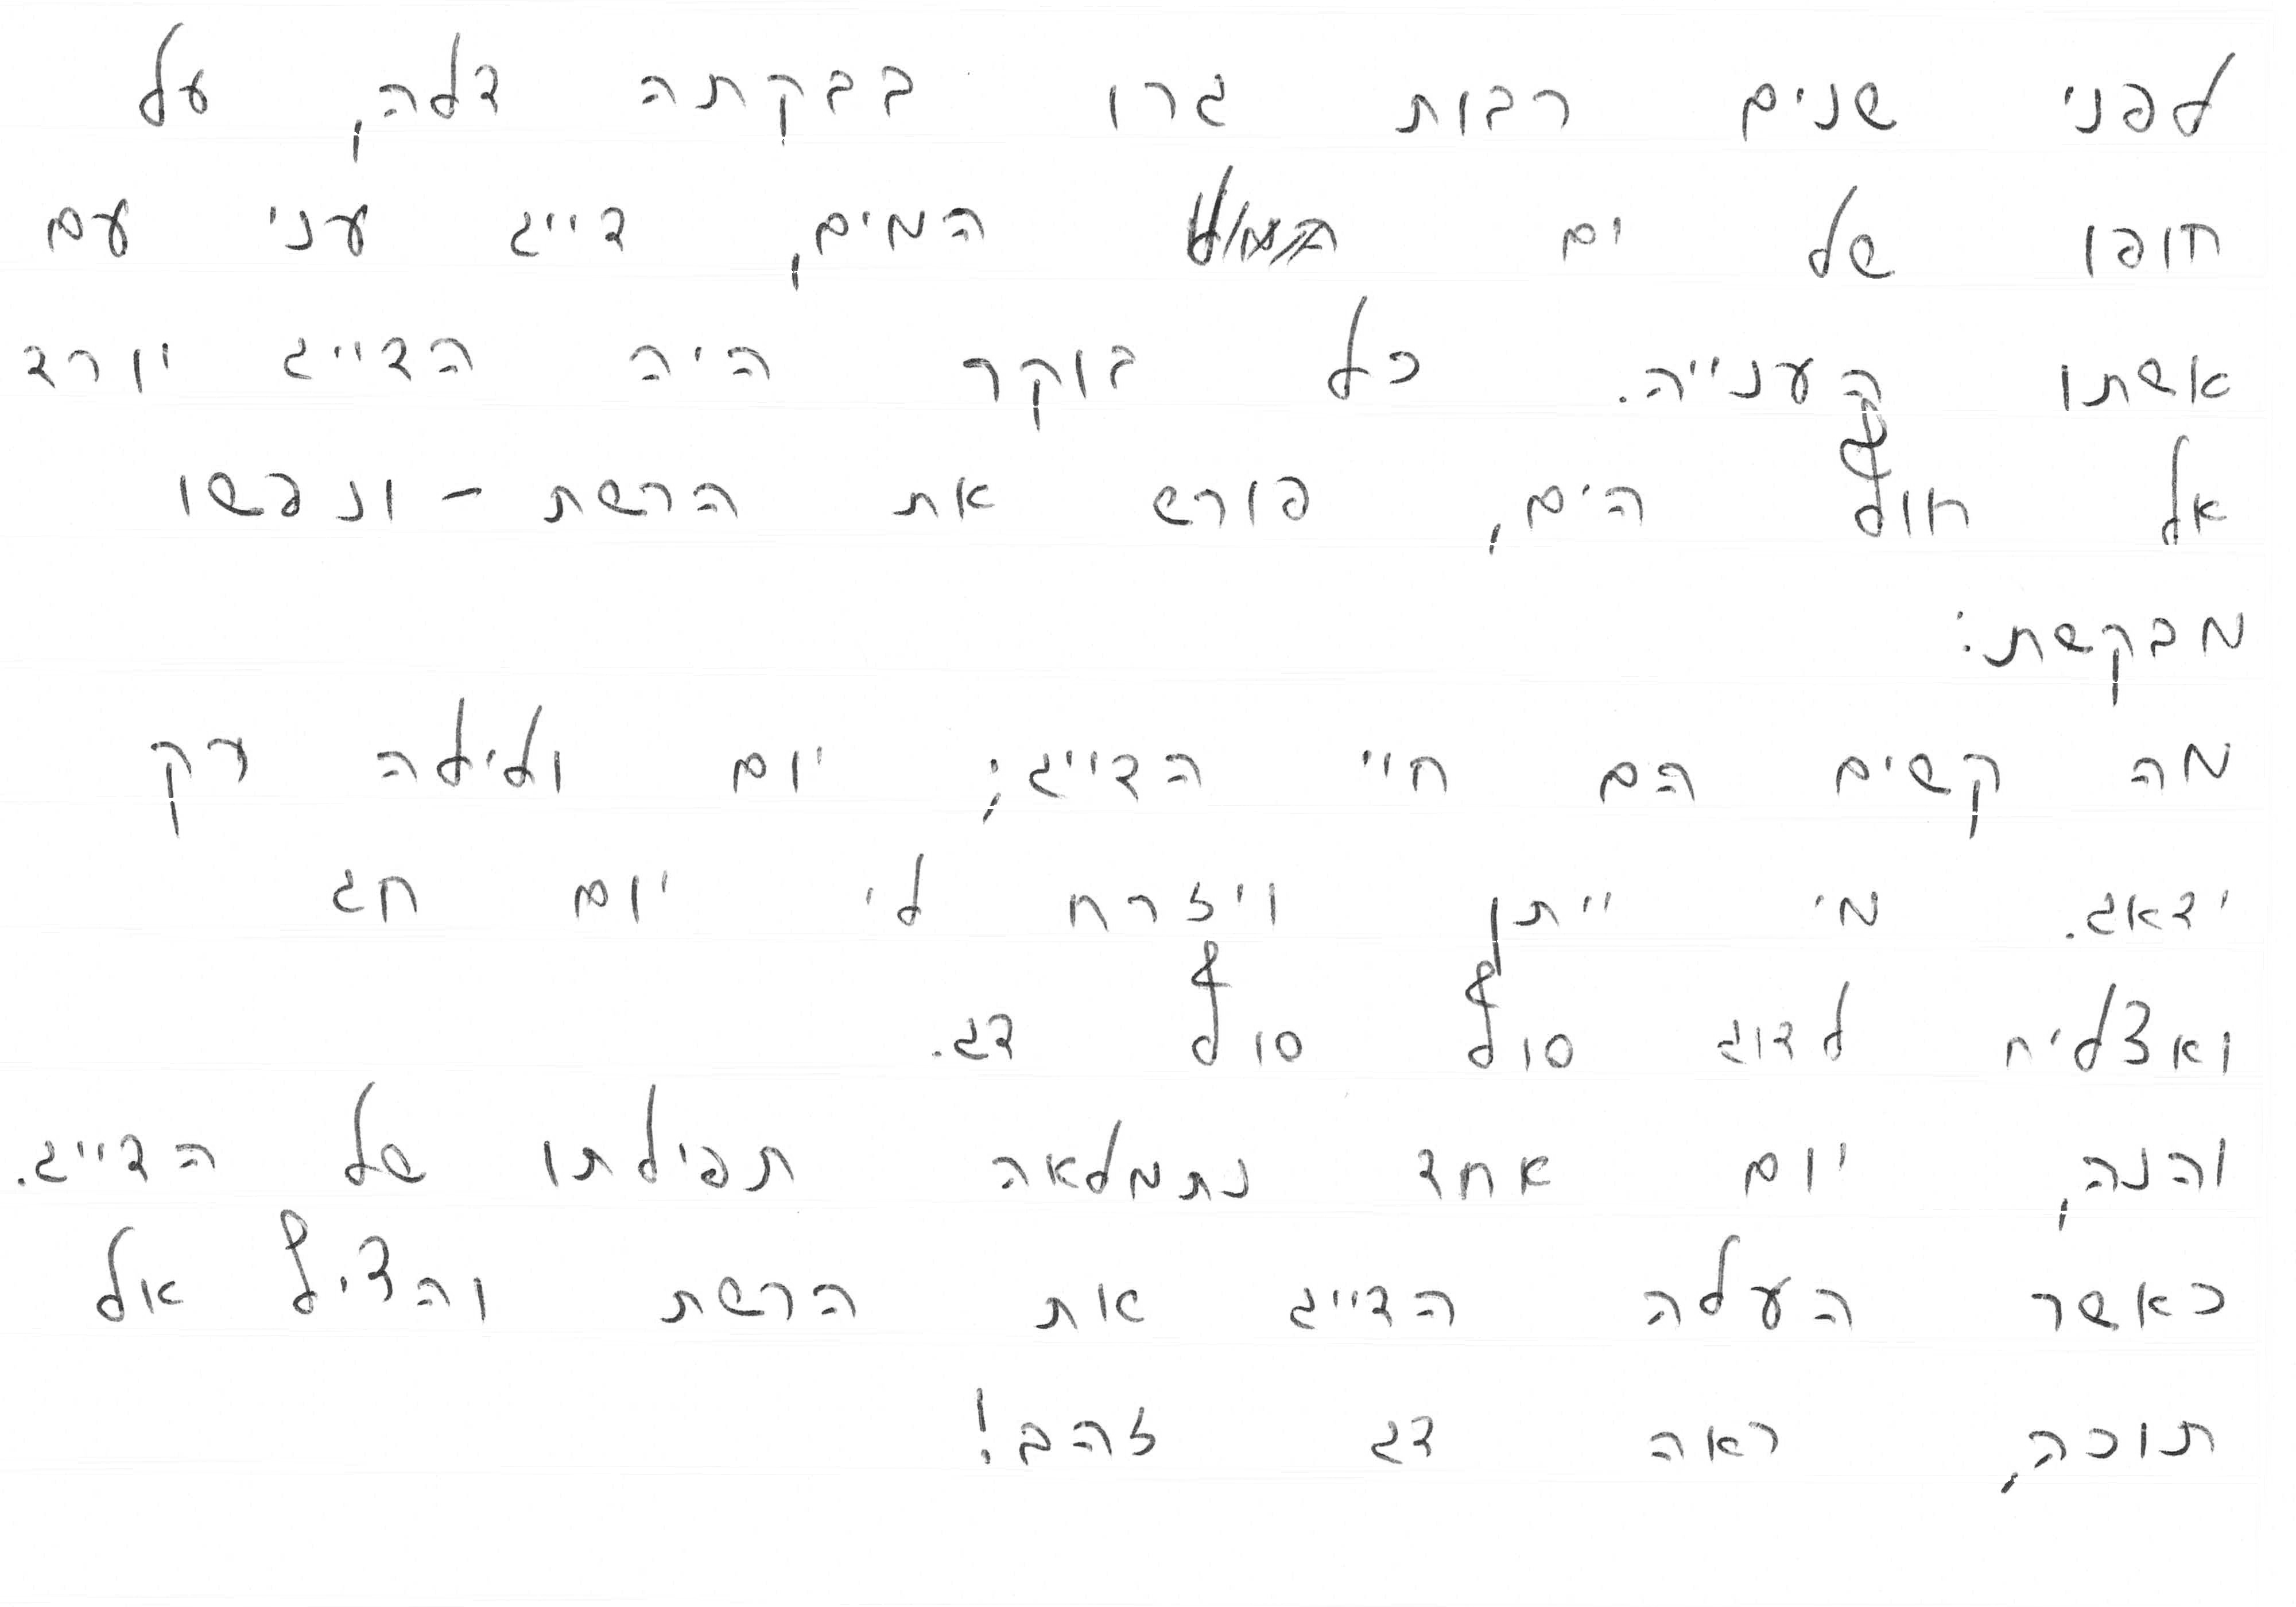 לפני שנים רבות גרו בבקתה דלה, על
חופו של ים המים, דייג עני עם
אשתו הענייה. כל בוקר היה הדייג יורד
אל חוף הים, פורש את הרשת - ונפשו
מבקשת:
מה קשים הם חיי הדייג; יום ולילה רק
ידאג. מי ייתן ויזרח לי יום חג
ואצליח לדוג סוף סוף דג.
והנה, יום אחד נתמלאה תפילתו של הדייג.
כאשר העלה הדייג את הרשת והציף אל
תוכה, ראה דג זהב!